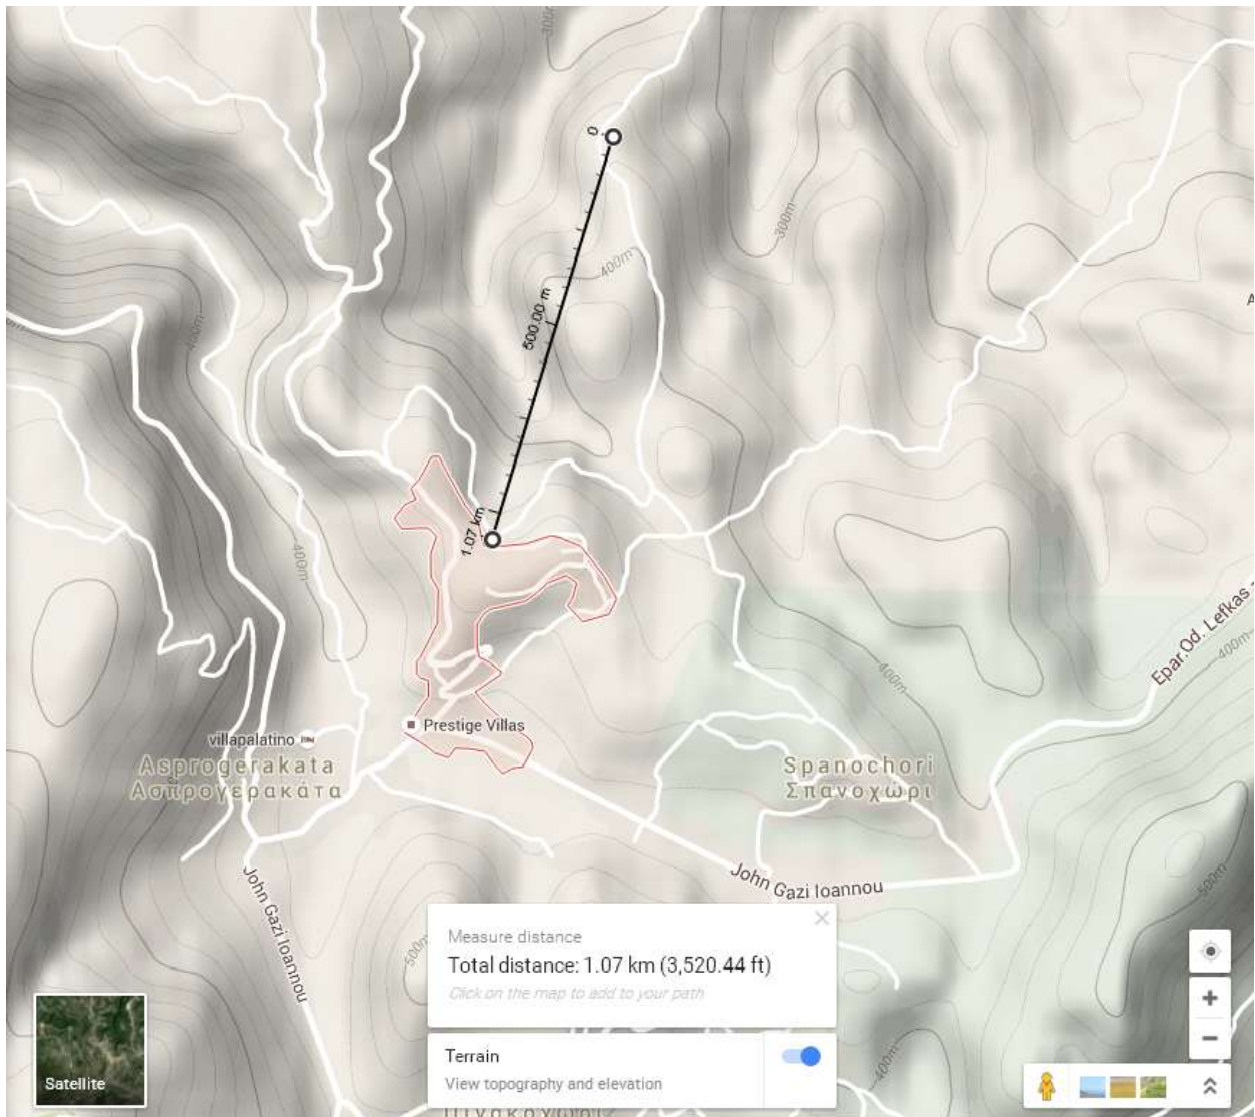 300m
0
400m
300m
500.00 m
400m
1.07 km
400m
400m
400m
Epar.Od. Lefkas -
Prestige Villas
villapalatino
Asprogerakata
Ασπρογερακάτα
Spanochori
Σπανοχώρι
John Gazi Ioannou
John Gazi Ioannou
500m
500m
Measure distance
Total distance: 1.07 km (3,520.44 ft)
Click on the map to add to your path
Terrain
View topography and elevation
Satellite